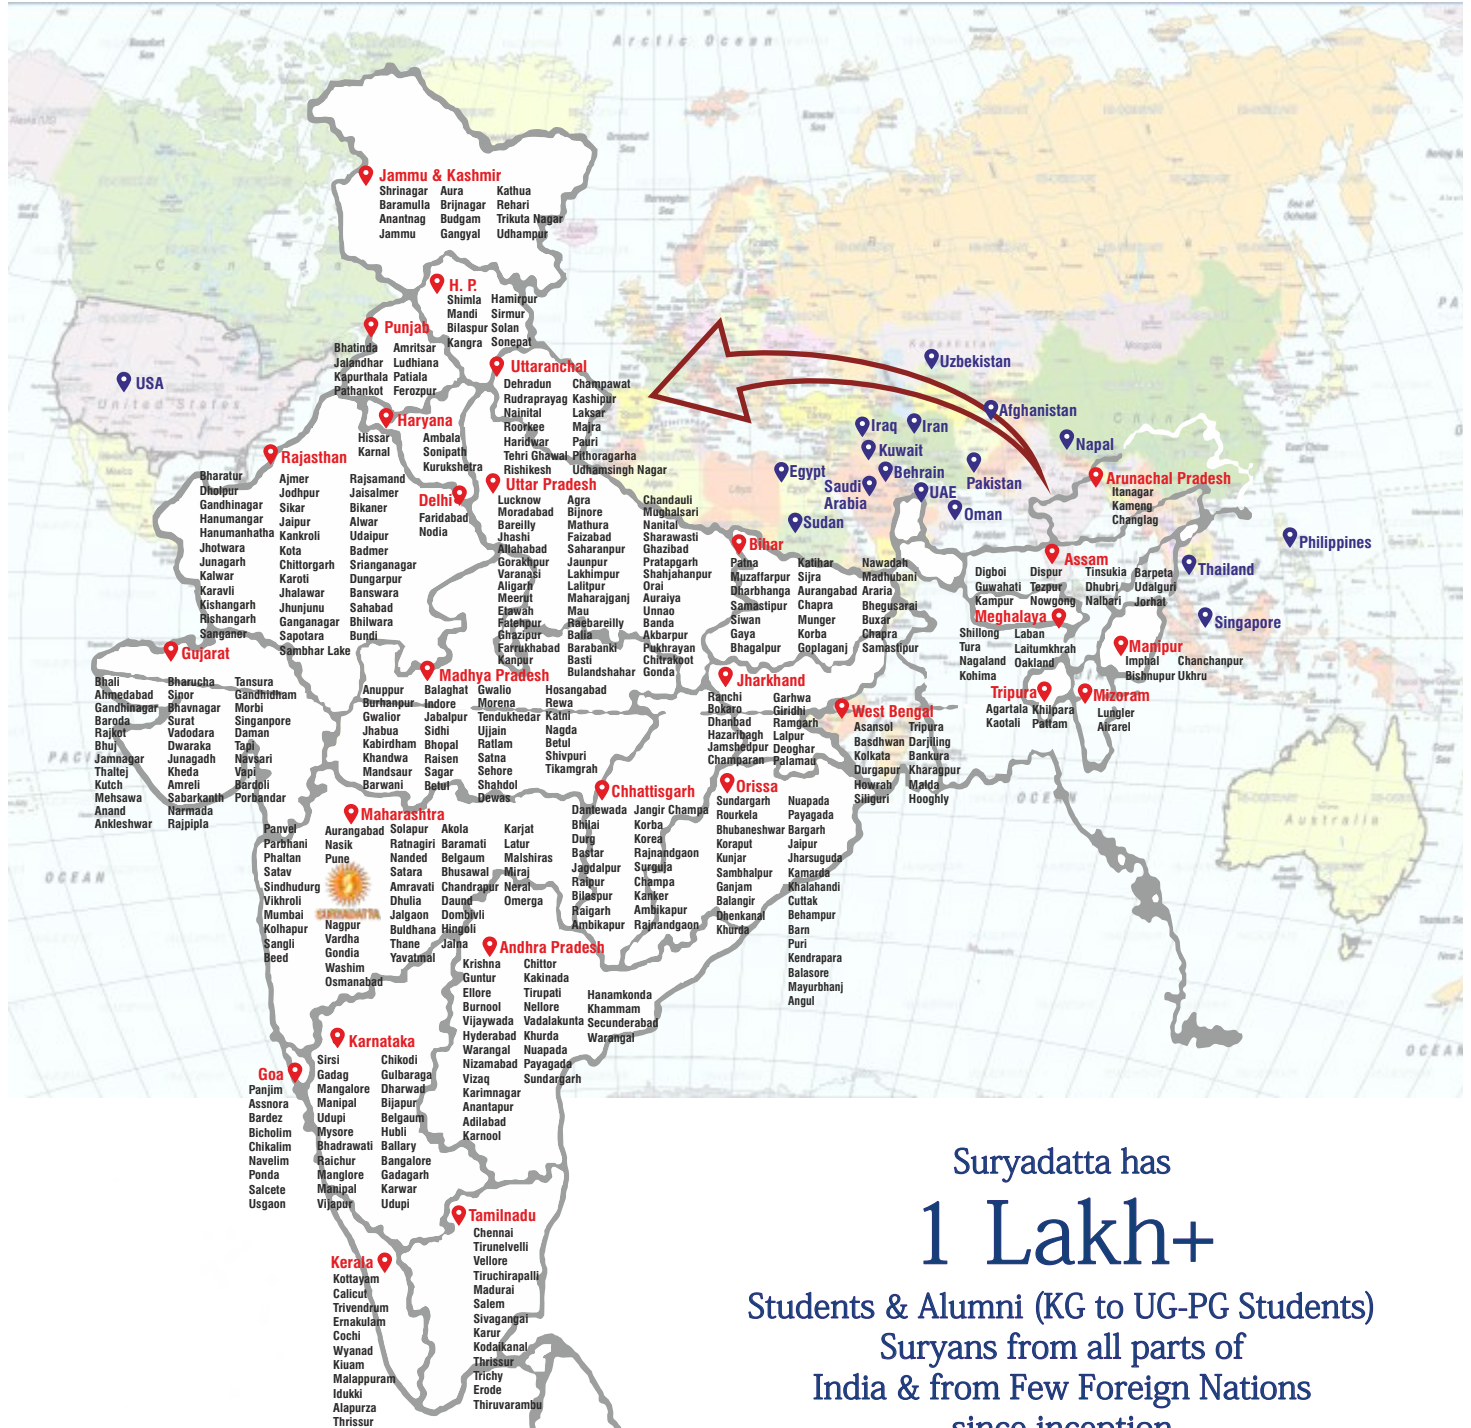 Arctic Ocean
Jammu & Kashmir
Shrinagar Aura Kathua
Baramulla Brijnagar Rehari
Anantnag Budgam Trikuta Nagar
Jammu Gangyal Udhampur
H. P.
Shimla Hamirpur
Mandi Sirmur
Bilaspur Solan
Kangra Sonepat
Punjab
Bhatinda Amritsar
Jalandhar Ludhiana
Kapurthala Patiala
Pathankot Ferozpur
Uttaranchal
Dehradun Champawat
Rudraprayag Kashipur
Nainital Laksar
Roorkee Majra
Haridwar Pauri
Tehri Ghawal Pithoragarha
Rishikesh Udhamsingh Nagar
USA
United States
Canada
Haryana
Hissar Ambala
Karnal Sonipath
Kurukshetra
Delhi
Faridabad
Nodia
Rajasthan
Bharatur Ajmer Rajsamand
Dholpur Jodhpur Jaisalmer
Gandhinagar Sikar Bikaner
Hanumangar Jaipur Alwar
Hanumanhatha Kankroli Udaipur
Jhotwara Kota Badmer
Junagarh Chittorgarh Srianganagar
Kalwar Karoti Dungarpur
Karavli Jhalawar Banswara
Kishangarh Jhunjunu Sahabad
Rishangarh Ganganagar Bhilwara
Sanganer Sapotara Bundi
Sambhar Lake
Uttar Pradesh
Lucknow Agra Chandauli
Moradabad Bijnore Mughalsari
Bareilly Mathura Nanital
Jhashi Faizabad Sharawasti
Allahabad Saharanpur Ghazibad
Gorakhpur Jaunpur Pratapgarh
Varanasi Lakhimpur Shahjahanpur
Aligarh Lalitpur Orai
Meerut Maharajganj Auraiya
Etawah Mau Unnao
Fatehpur Raebareilly Banda
Ghazipur Balia Akbarpur
Farrukhabad Barabanki Pukhrayan
Kanpur Basti Chitrakoot
Bulandshahar Gonda
Uzbekistan
Afghanistan
Iraq
Iran
Napal
Kuwait
Egypt
Behrain
Pakistan
Saudi
Arabia
UAE
Oman
Sudan
Philippines
Thailand
Singapore
Arunachal Pradesh
Itanagar
Kameng
Changlag
Bihar
Patna Katihar Nawadah
Muzaffarpur Sijra Madhubani
Dharbhanga Aurangabad Araria
Samastipur Chapra Bhegusarai
Siwan Munger Buxar
Gaya Korba Chapra
Bhagalpur Goplaganj Samastipur
Assam
Digboi Dispur Tinsukia Barpeta
Guwahati Tezpur Dhubri Udalguri
Kampur Nowgong Nalbari Jorhat
Meghalaya
Shillong Laban
Tura Laitumkhrah
Nagaland Oakland
Kohima
Manipur
Imphal Chanchanpur
Bishnupur Ukhru
Tripura
Agartala Khilpara
Kaotali Pattam
Mizoram
Lungler
Alrarel
Gujarat
Bhali Bharucha Tansura
Ahmedabad Sinor Gandhidham
Gandhinagar Bhavnagar Morbi
Baroda Surat Singanpore
Rajkot Vadodara Daman
Bhuj Dwaraka Tapi
Jamnagar Junagadh Navsari
Thaltej Kheda Vapi
Kutch Amreli Bardoli
Mehsawa Sabarkanth Porbandar
Anand Narmada
Ankleshwar Rajpipla
Madhya Pradesh
Anuppur Balaghat Gwalio Hosangabad
Burhanpur Indore Morena Rewa
Gwalior Jabalpur Tendukhedar Katni
Jhabua Sidhi Ujjain Nagda
Kabirdham Bhopal Ratlam Betul
Khandwa Raisen Satna Shivpuri
Mandsaur Sagar Sehore Tikamgrah
Barwani Betul Shahdol
Dewas
Jharkhand
Ranchi Garhwa
Bokaro Giridhi
Dhanbad Ramgarh
Hazaribagh Lalpur
Jamshedpur Deoghar
Champaran Palamau
West Bengal
Asansol Tripura
Basdhwan Darjiling
Kolkata Bankura
Durgapur Kharagpur
Howrah Malda
Siliguri Hooghly
Chhattisgarh
Dantewada Jangir Champa
Bhilai Korba
Durg Korea
Bastar Rajnandgaon
Jagdalpur Surguja
Raipur Champa
Bilaspur Kanker
Raigarh Ambikapur
Ambikapur Rajnandgaon
Orissa
Sundargarh Nuapada
Rourkela Payagada
Bhubaneshwar Bargarh
Koraput Jaipur
Kunjar Jharsuguda
Sambhalpur Kamarda
Ganjam Khalahandi
Balangir Cuttak
Dhenkanal Behampur
Khurda Barn
Puri
Kendrapara
Balasore
Mayurbhanj
Angul
Maharashtra
Panvel Aurangabad Solapur Akola Karjat
Parbhani Nasik Ratnagiri Baramati Latur
Phaltan Pune Nanded Belgaum Malshiras
Satav Satara Bhusawal Miraj
Sindhudurg Amravati Chandrapur Neral
Vikhroli Dhulia Daund Omerga
Mumbai SURYADATTA Jalgaon Dombivli
Kolhapur Nagpur Buldhana Hingoli
Sangli Vardha Thane Jalna
Beed Gondia Yavatmal
Washim
Osmanabad
Andhra Pradesh
Krishna Chittor
Guntur Kakinada
Ellore Tirupati Hanamkonda
Burnool Nellore Khammam
Vijaywada Vadalakunta Secunderabad
Hyderabad Khurda Warangal
Warangal Nuapada
Nizamabad Payagada
Vizaq Sundargarh
Karimnagar
Anantapur
Adilabad
Karnool
Karnataka
Sirsi Chikodi
Gadag Gulbaraga
Mangalore Dharwad
Manipal Bijapur
Udupi Belgaum
Mysore Hubli
Bhadrawati Ballary
Raichur Bangalore
Manglore Gadagarh
Manipal Karwar
Vijapur Udupi
Goa
Panjim
Assnora
Bardez
Bicholim
Chikalim
Navelim
Ponda
Salcete
Usgaon
Tamilnadu
Chennai
Tirunelvelli
Vellore
Tiruchirapalli
Madurai
Salem
Sivagangai
Karur
Kodaikanal
Thrissur
Trichy
Erode
Thiruvarambu
Kerala
Kottayam
Calicut
Trivendrum
Ernakulam
Cochi
Wyanad
Kiuam
Malappuram
Idukki
Alapurza
Thrissur
OCEAN
OCEAN
Australia
OCEAN
Suryadatta has
1 Lakh+
Students & Alumni (KG to UG-PG Students)
Suryans from all parts of
India & from Few Foreign Nations
since inception